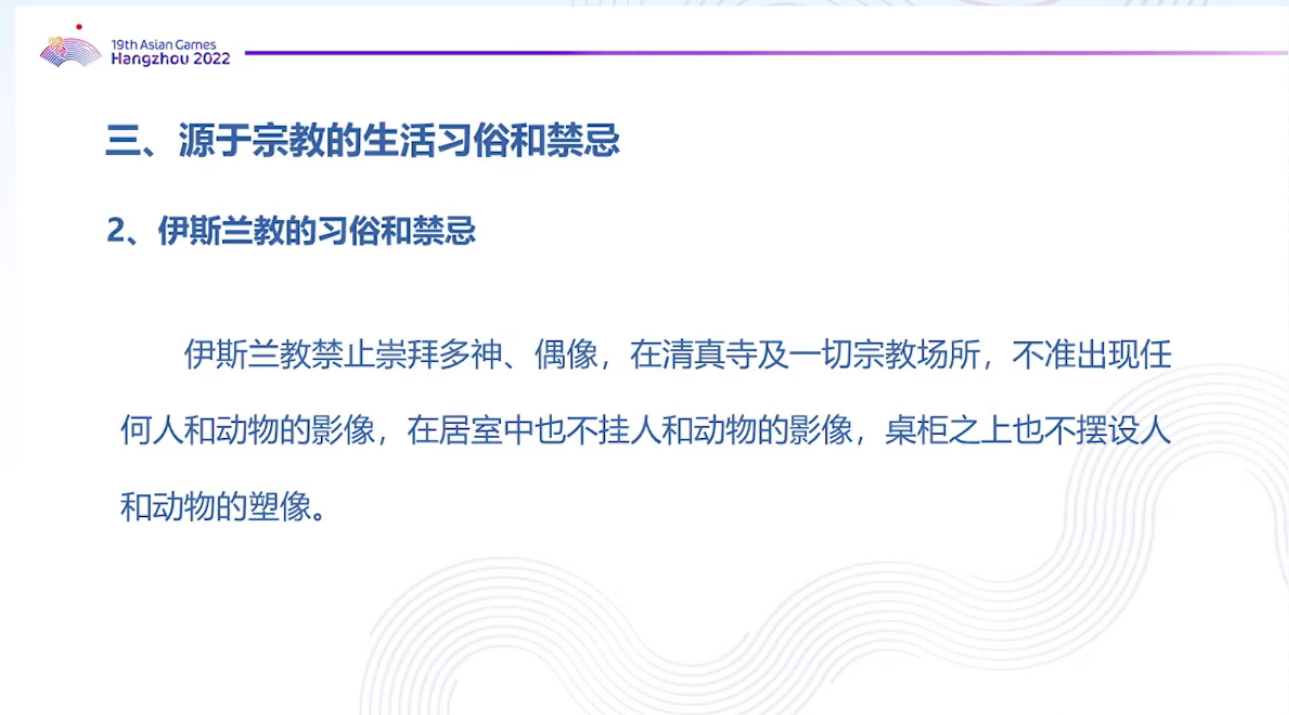 19th Asian Games
Hangzhou 2022
三、源于宗教的生活习俗和禁忌
2、伊斯兰教的习俗和禁忌
伊斯兰教禁止崇拜多神、偶像，在清真寺及一切宗教场所，不准出现任
何人和动物的影像，在居室中也不挂人和动物的影像，桌柜之上也不摆设人
和动物的塑像。